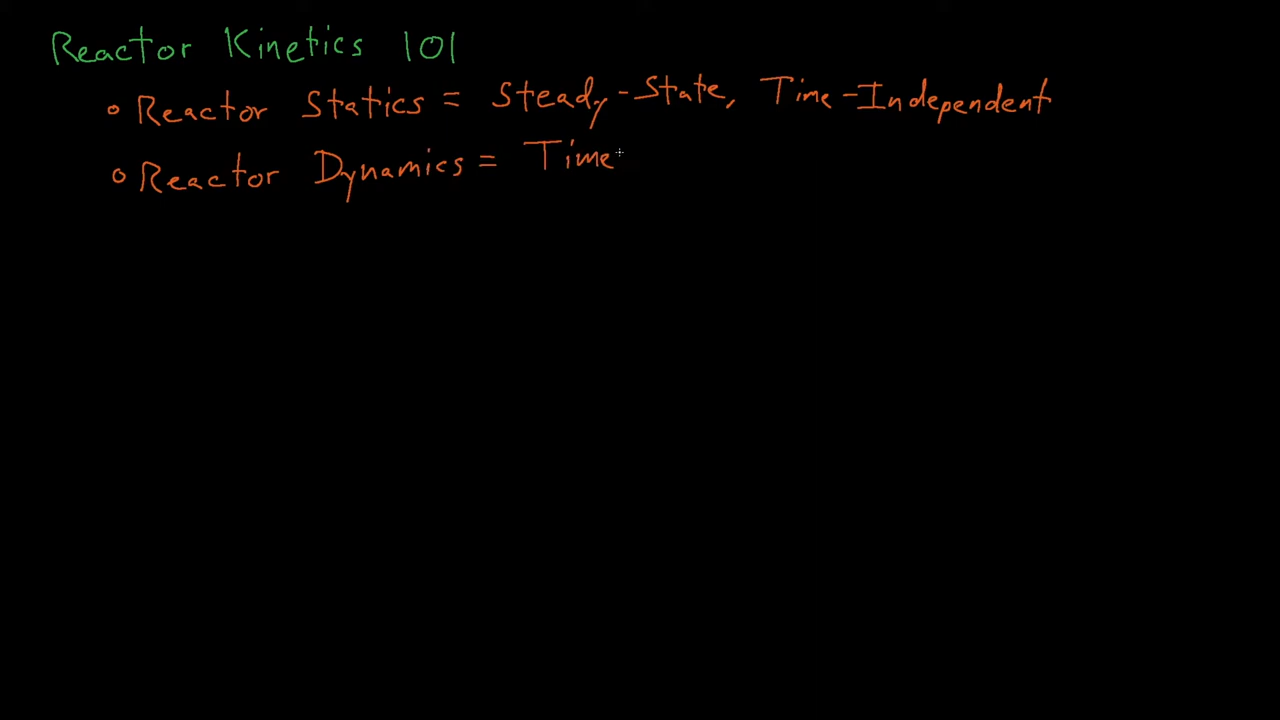 Reactor Kinetics 101
• Reactor Statics = Steady-State, Time-Independent
• Reactor Dynamics = Time